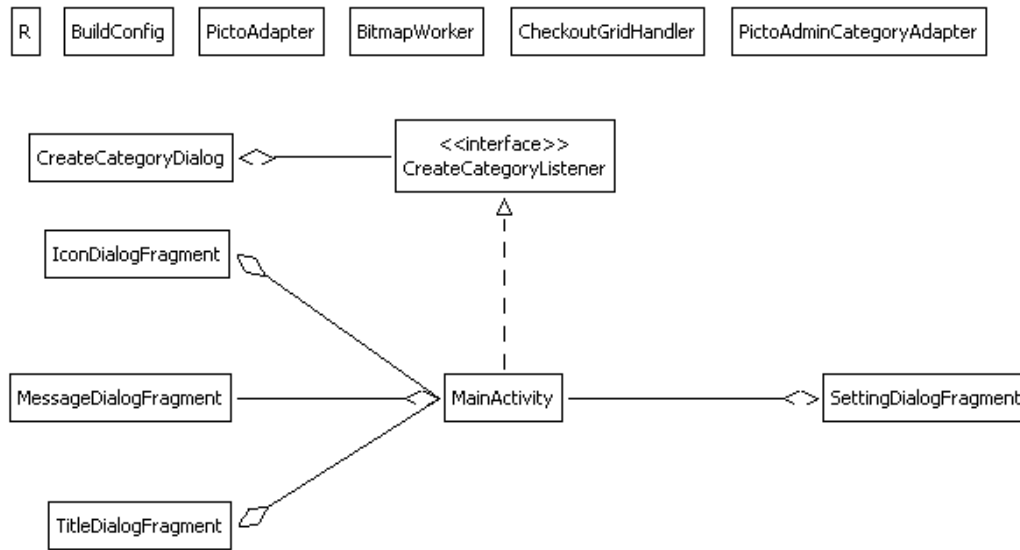 R
BuildConfig
PictoAdapter
BitmapWorker
CheckoutGridHandler
PictoAdminCategoryAdapter
CreateCategoryDialog
<<interface>>
CreateCategoryListener
IconDialogFragment
MessageDialogFragment
MainActivity
SettingDialogFragment
TitleDialogFragment